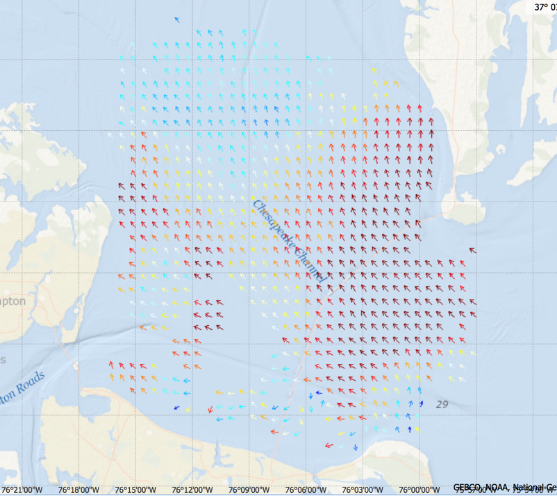 37° 0
Chesapeake Channel
pton
s
ton Roads
29
76°21'00"W 76°18'00"W 76°15'00"W 76°12'00"W 76°09'00"W 76°06'00"W 76°03'00"W 76°00'00"W
GEBCO, NOAA, National Ge